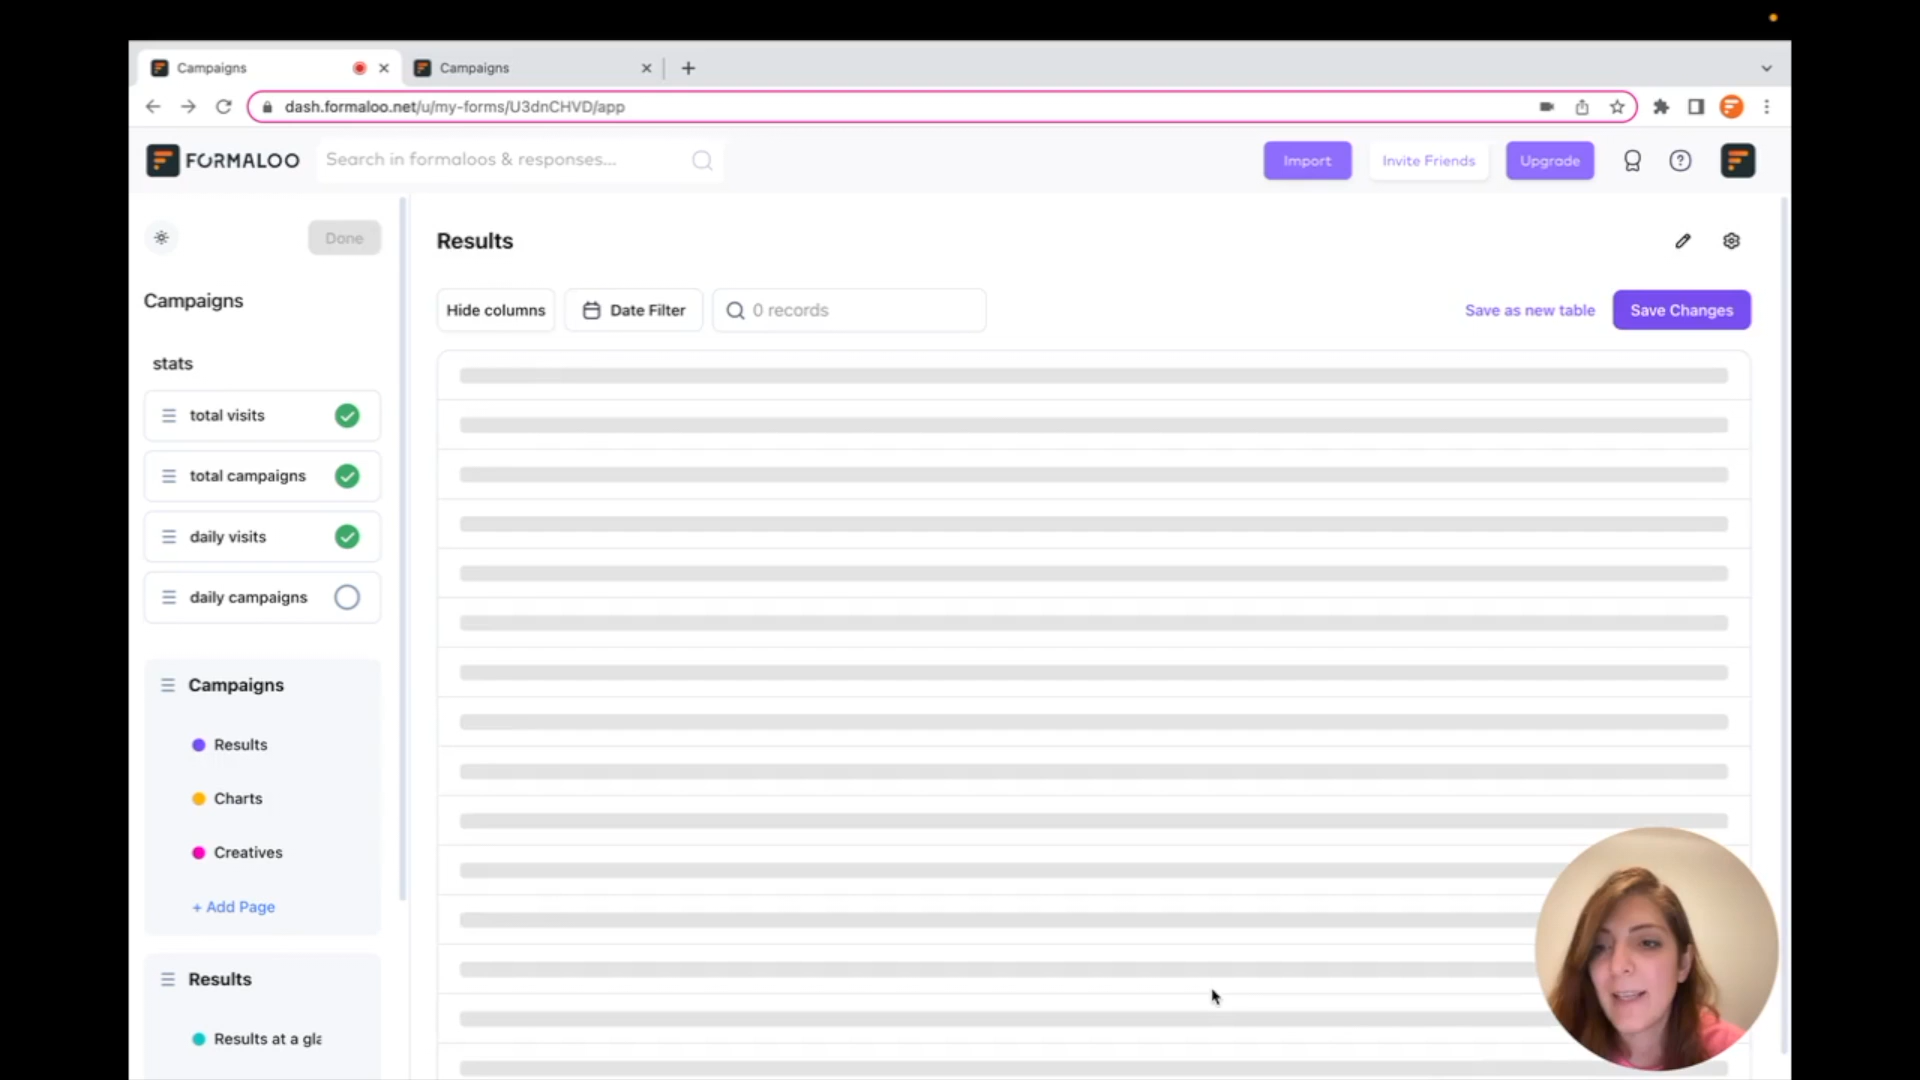 Campaigns
Campaigns
dash.formaloo.net/u/my-forms/U3dnCHVD/app
FORMALOO
Search in formaloos & responses...
Import
Invite Friends
Upgrade
Done
Results
Campaigns
Hide columns
Date Filter
0 records
Save as new table
Save Changes
stats
total visits
total campaigns
daily visits
daily campaigns
Campaigns
Results
Charts
Creatives
+ Add Page
Results
Results at a gla